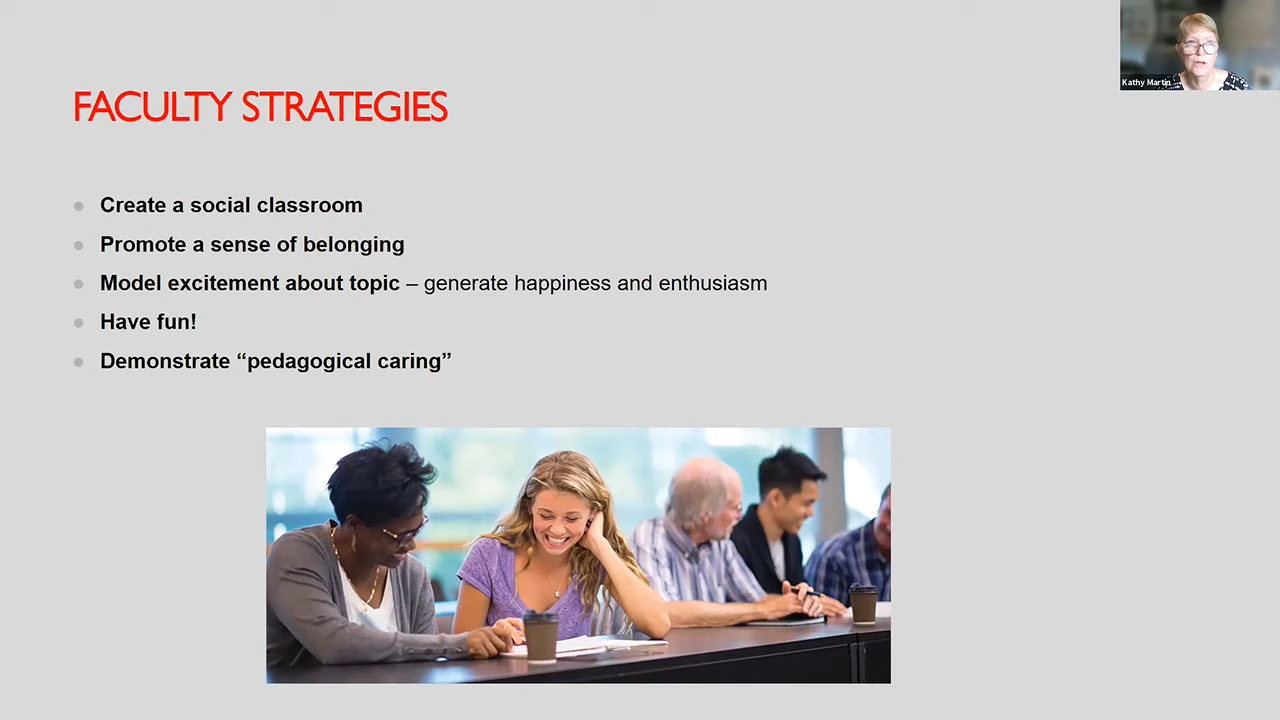 Kathy Martin
FACULTY STRATEGIES
Create a social classroom
Promote a sense of belonging
Model excitement about topic – generate happiness and enthusiasm
Have fun!
Demonstrate “pedagogical caring”